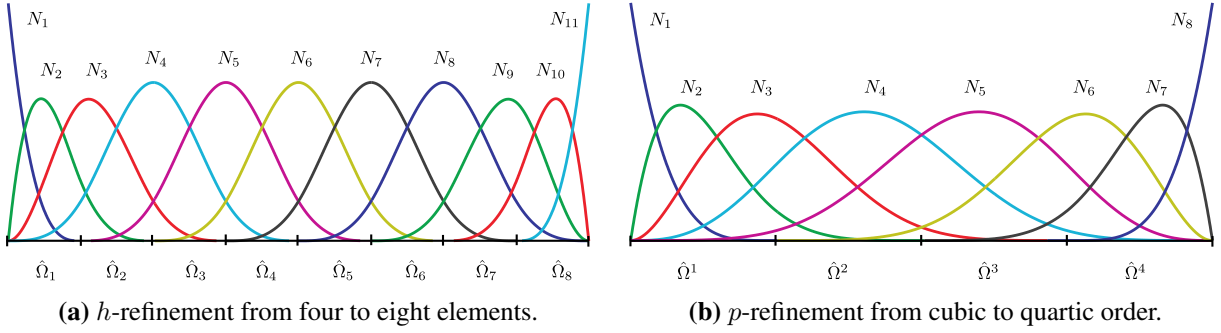 N₁ N₁₁ N₁ N₈
N₂ N₃ N₄ N₅ N₆ N₇ N₈ N₉ N₁₀ N₂ N₃ N₄ N₅ N₆ N₇
Ω̂₁ Ω̂₂ Ω̂₃ Ω̂₄ Ω̂₅ Ω̂₆ Ω̂₇ Ω̂₈ Ω̂¹ Ω̂² Ω̂³ Ω̂⁴
(a) h-refinement from four to eight elements.
(b) p-refinement from cubic to quartic order.